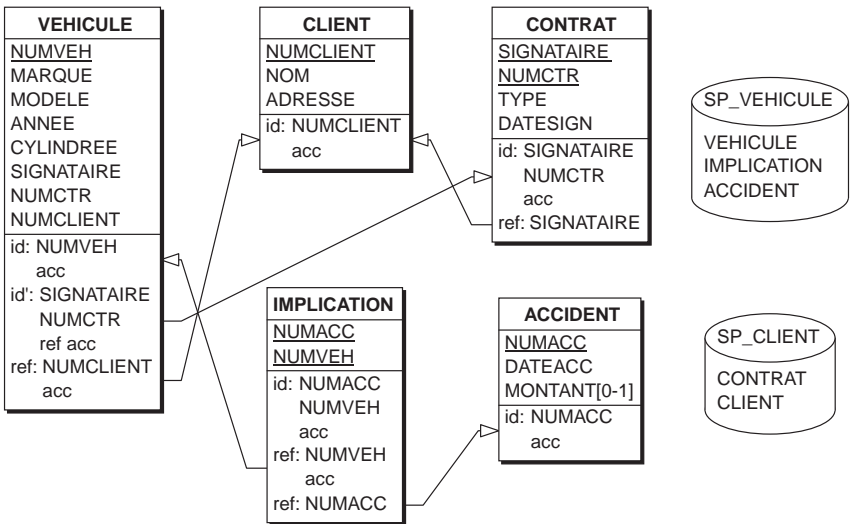 VEHICULE
NUMVEH
MARQUE
MODELE
ANNEE
CYLINDREE
SIGNATAIRE
NUMCTR
NUMCLIENT
id: NUMVEH
acc
id': SIGNATAIRE
NUMCTR
ref acc
ref: NUMCLIENT
acc
CLIENT
NUMCLIENT
NOM
ADRESSE
id: NUMCLIENT
acc
CONTRAT
SIGNATAIRE
NUMCTR
TYPE
DATESIGN
id: SIGNATAIRE
NUMCTR
acc
ref: SIGNATAIRE
SP_VEHICULE
VEHICULE
IMPLICATION
ACCIDENT
IMPLICATION
NUMACC
NUMVEH
id: NUMACC
NUMVEH
acc
ref: NUMVEH
acc
ref: NUMACC
ACCIDENT
NUMACC
DATEACC
MONTANT[0-1]
id: NUMACC
acc
SP_CLIENT
CONTRAT
CLIENT